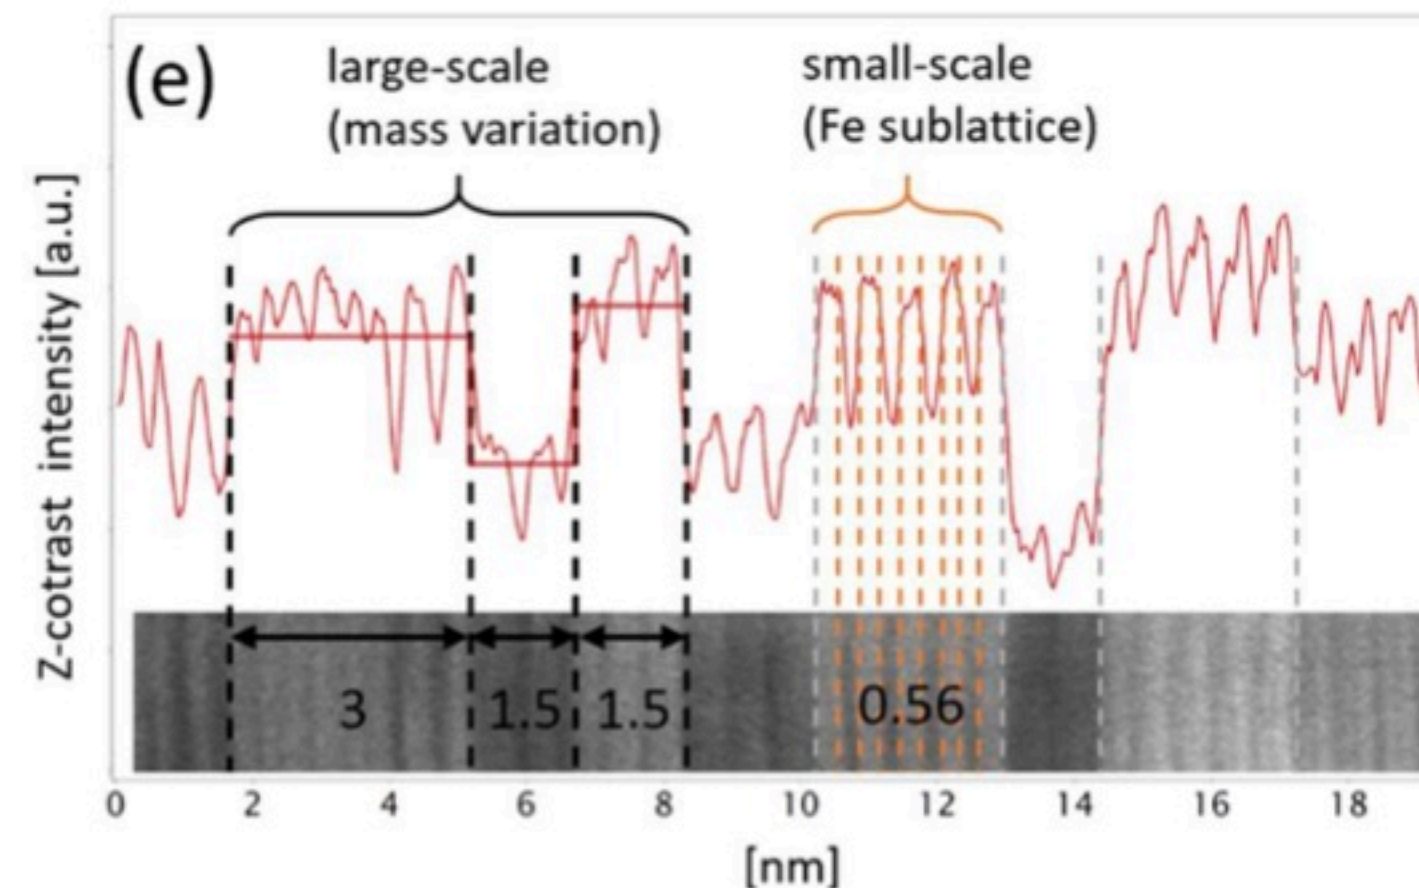 (e)
large-scale
(mass variation)
small-scale
(Fe sublattice)
Z-cotrast intensity [a.u.]
3 1.5 1.5 0.56
0 2 4 6 8 10 12 14 16 18
[nm]